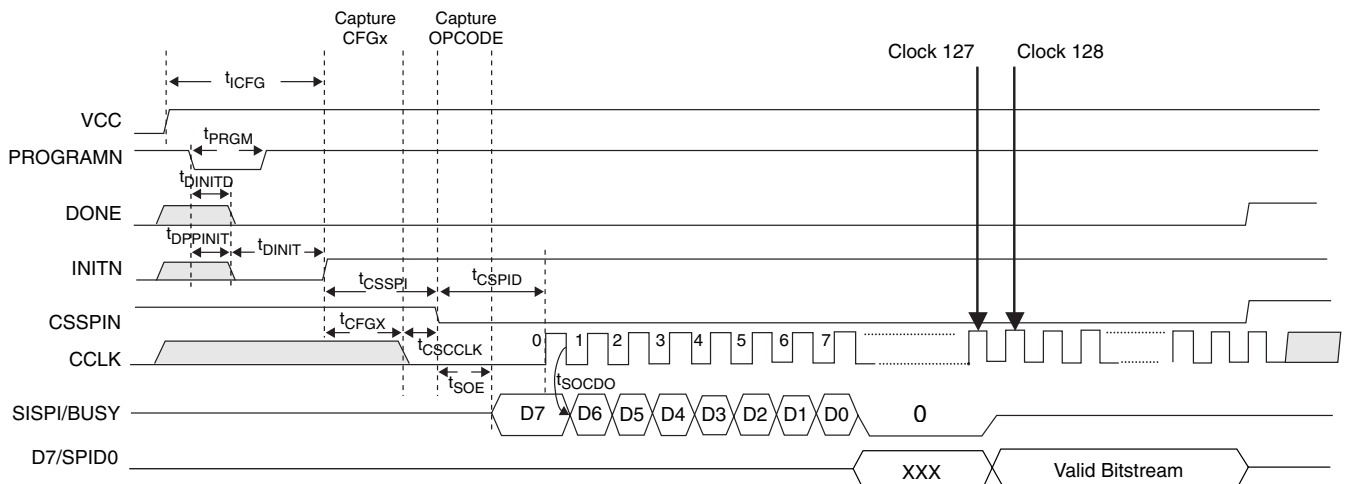 Capture
CFGx
Capture
OPCODE
Clock 127
Clock 128
tICFG
VCC
tPRGM
PROGRAMN
tDINITD
DONE
tDPPINIT
tDINIT
INITN
tCSSPI
tCSPID
CSSPIN
tCFGX
tCSCCLK
0 1 2 3 4 5 6 7
CCLK
tSOE
tSOCDO
SISPI/BUSY
D7 D6 D5 D4 D3 D2 D1 D0 0
D7/SPID0
XXX
Valid Bitstream